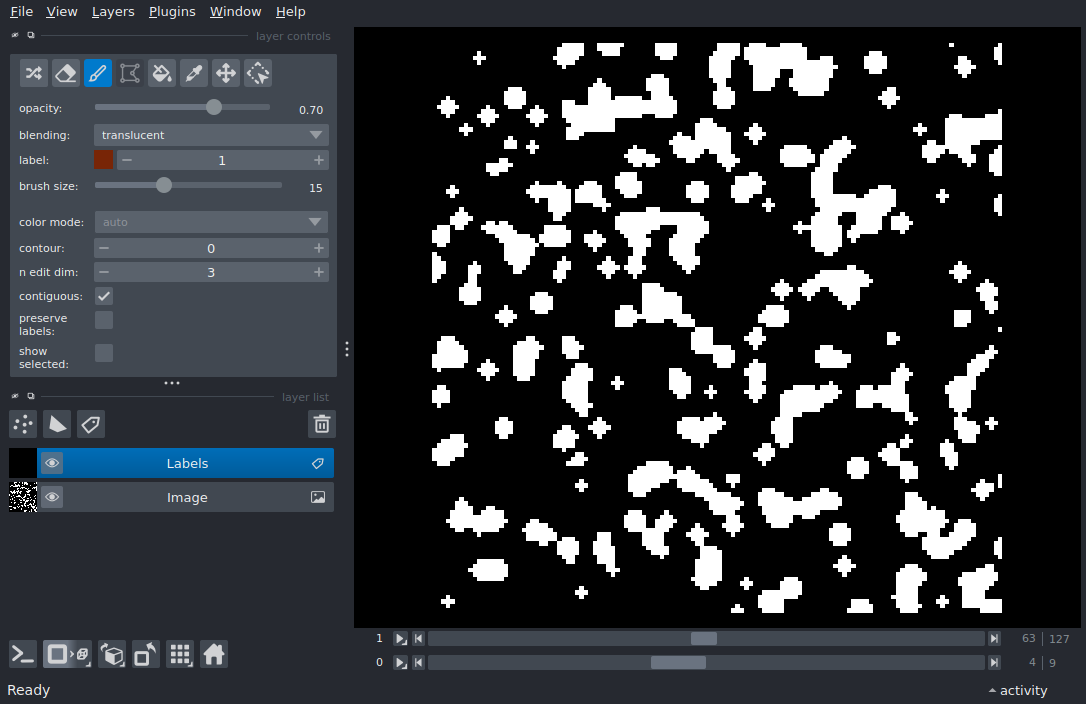 File View Layers Plugins Window Help
layer controls
opacity: 0.70
blending: translucent
label: 1
brush size: 15
color mode: auto
contour: 0
n edit dim: 3
contiguous:
preserve
labels:
show
selected:
layer list
Labels
Image
1 63 127
0 4 9
Ready activity